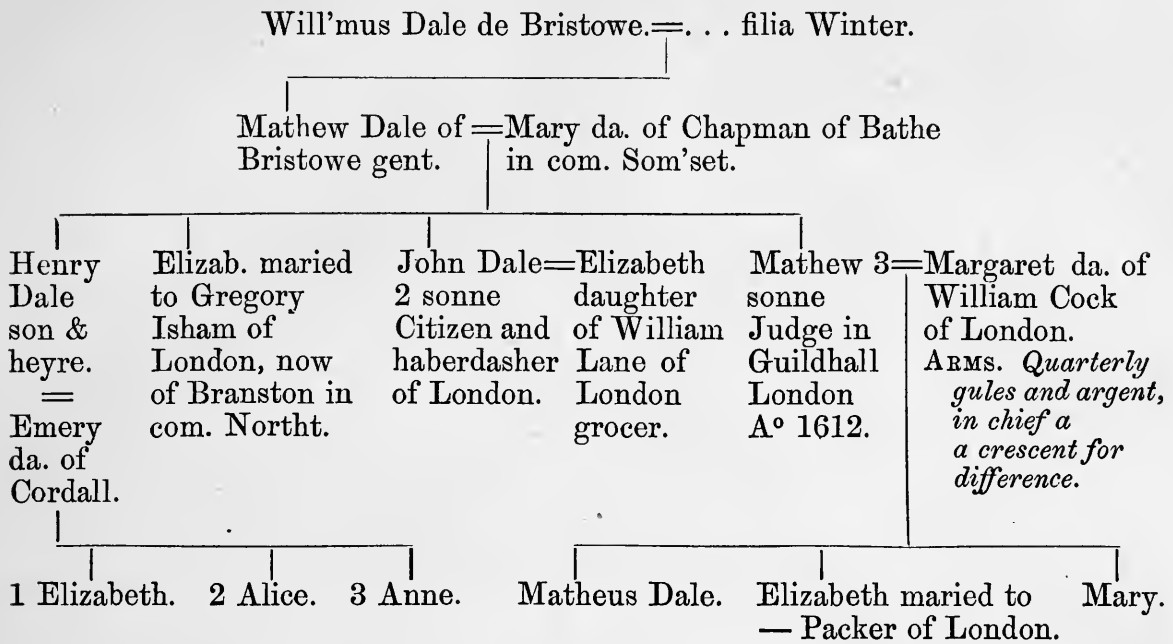 Will'mus Dale de Bristowe.=. . . filia Winter.
Mathew Dale of =Mary da. of Chapman of Bathe
Bristowe gent. in com. Som'set.
Henry
Dale
son &
heyre.
=
Emery
da. of
Cordall.
Elizab. maried
to Gregory
Isham of
London, now
of Branston in
com. Northt.
John Dale=
2 sonne
Citizen and
haberdasher
of London.
Elizabeth
daughter
of William
Lane of
London
grocer.
Mathew 3=
sonne
Judge in
Guildhall
London
Aº 1612.
Margaret da. of
William Cock
of London.
ARMS. Quarterly
gules and argent,
in chief a
a crescent for
difference.
1 Elizabeth. 2 Alice. 3 Anne.
Matheus Dale.
Elizabeth maried to
— Packer of London.
Mary.